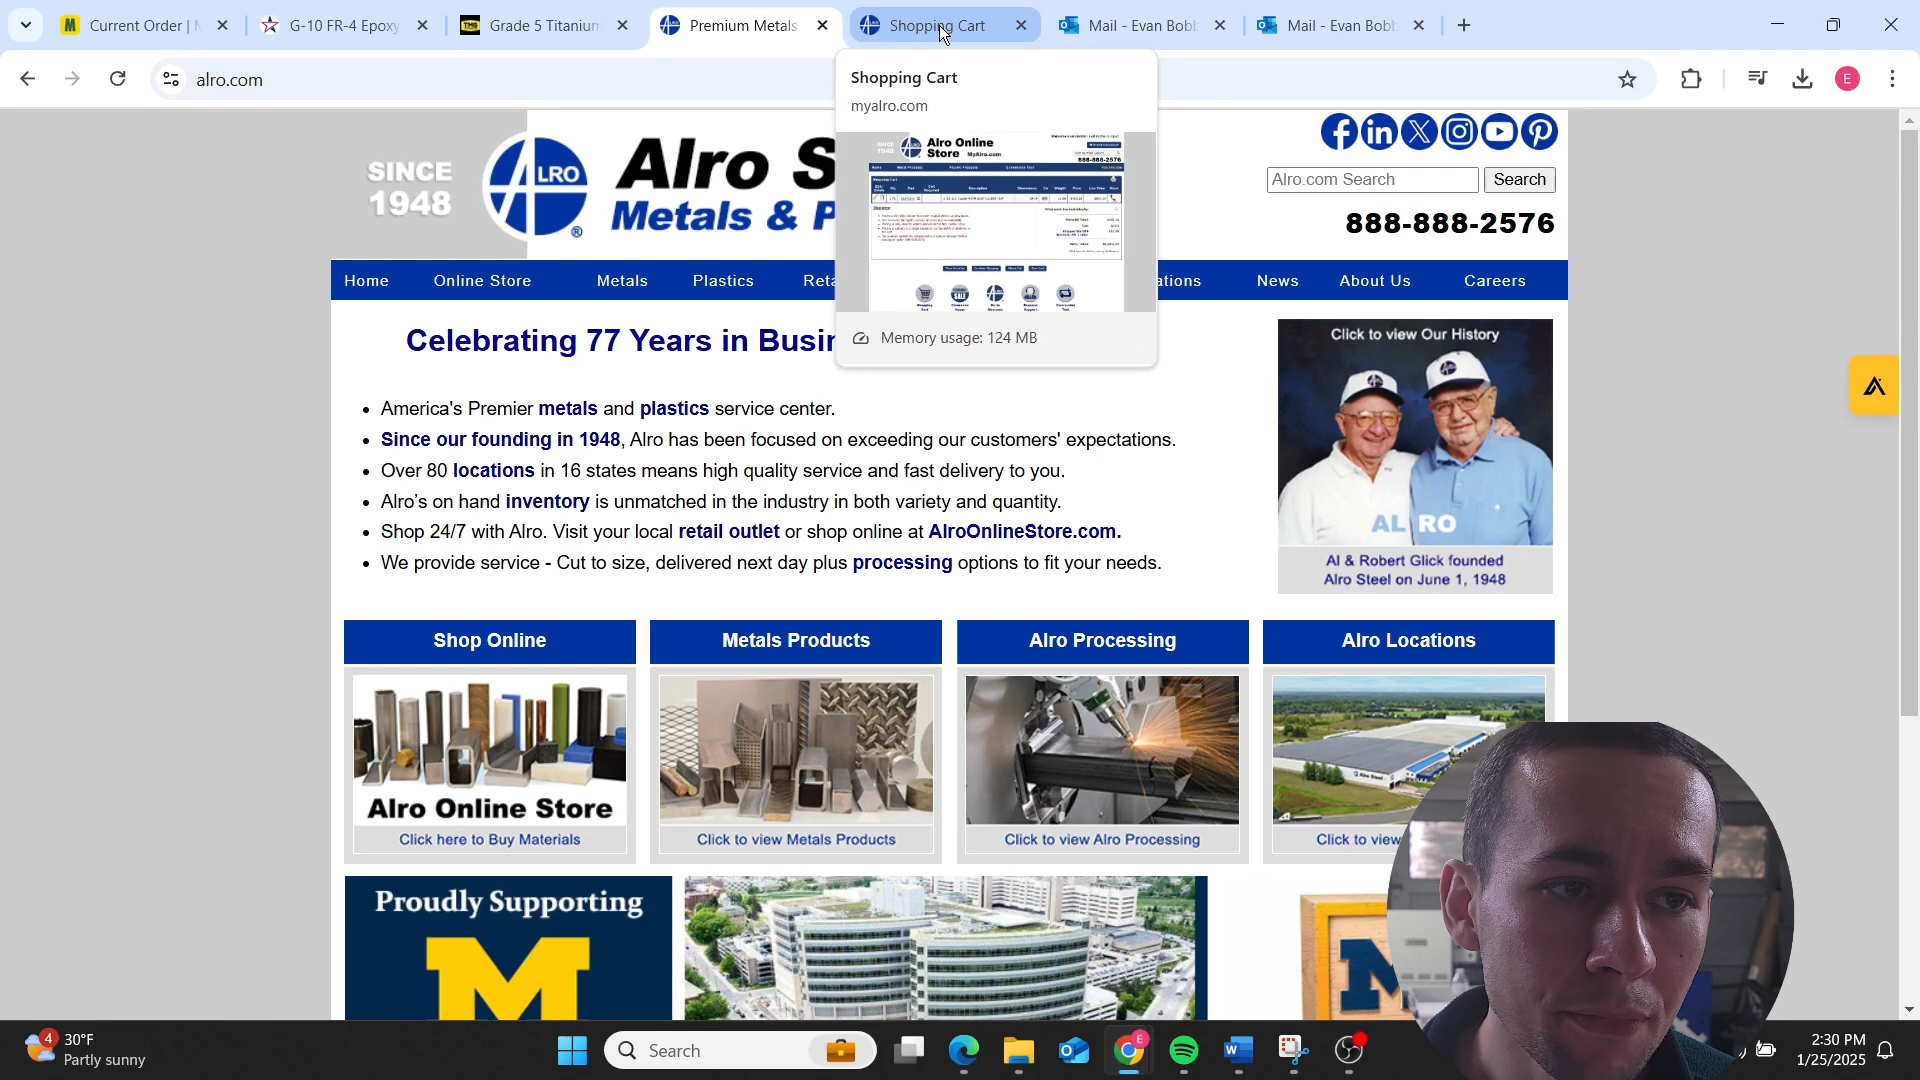 Current Order |
G-10 FR-4 Epoxy
Grade 5 Titanium
Premium Metals
Shopping Cart
Mail - Evan Bobb
Mail - Evan Bobb
alro.com
E
Shopping Cart
myalro.com
Alro Online
Store MyAlro.com
888-888-2576
Memory usage: 124 MB
SINCE
1948
ALRO
Alro S
Metals & P
Alro.com Search
Search
888-888-2576
Home
Online Store
Metals
Plastics
Reta
ations
News
About Us
Careers
Celebrating 77 Years in Busin
Click to view Our History
• America's Premier metals and plastics service center.
• Since our founding in 1948, Alro has been focused on exceeding our customers' expectations.
• Over 80 locations in 16 states means high quality service and fast delivery to you.
• Alro’s on hand inventory is unmatched in the industry in both variety and quantity.
• Shop 24/7 with Alro. Visit your local retail outlet or shop online at AlroOnlineStore.com.
• We provide service - Cut to size, delivered next day plus processing options to fit your needs.
AL RO
Al & Robert Glick founded
Alro Steel on June 1, 1948
Shop Online
Metals Products
Alro Processing
Alro Locations
Alro Online Store
Click here to Buy Materials
Click to view Metals Products
Click to view Alro Processing
Click to view
Proudly Supporting
M
4
30°F
Partly sunny
Search
2:30 PM
1/25/2025